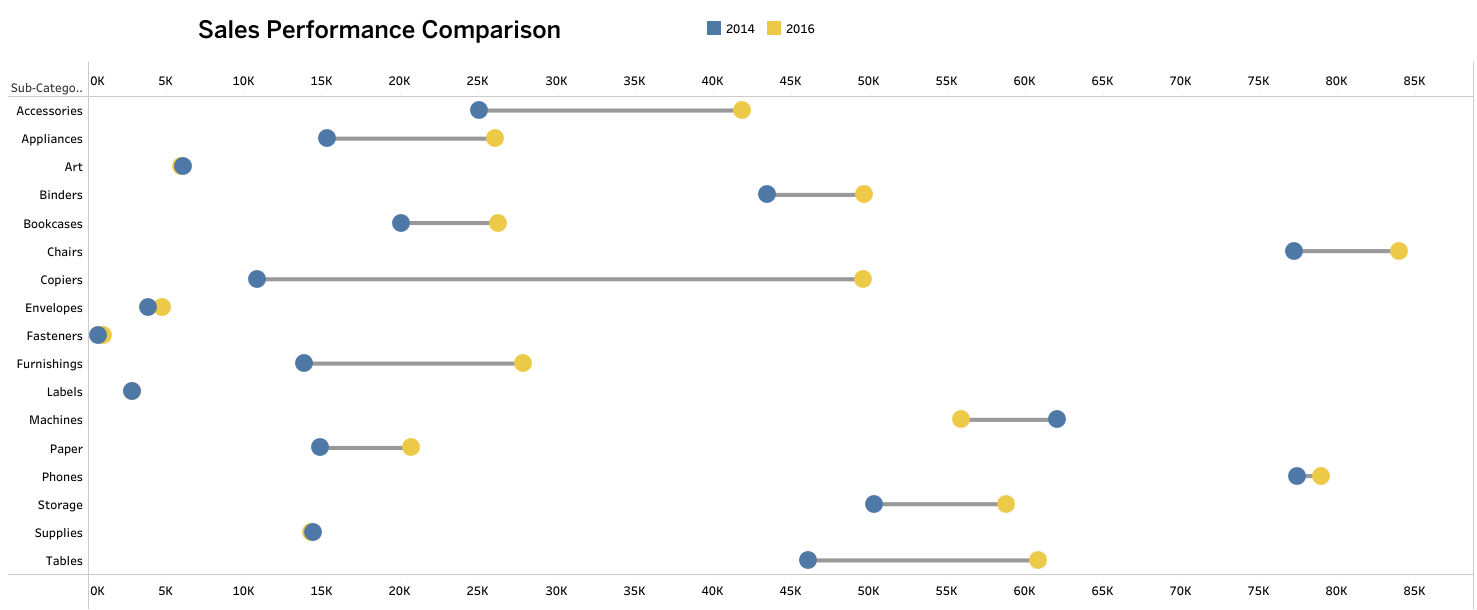 Sales Performance Comparison
2014 2016
Sub-Catego..
0K 5K 10K 15K 20K 25K 30K 35K 40K 45K 50K 55K 60K 65K 70K 75K 80K 85K
Accessories
Appliances
Art
Binders
Bookcases
Chairs
Copiers
Envelopes
Fasteners
Furnishings
Labels
Machines
Paper
Phones
Storage
Supplies
Tables
0K 5K 10K 15K 20K 25K 30K 35K 40K 45K 50K 55K 60K 65K 70K 75K 80K 85K